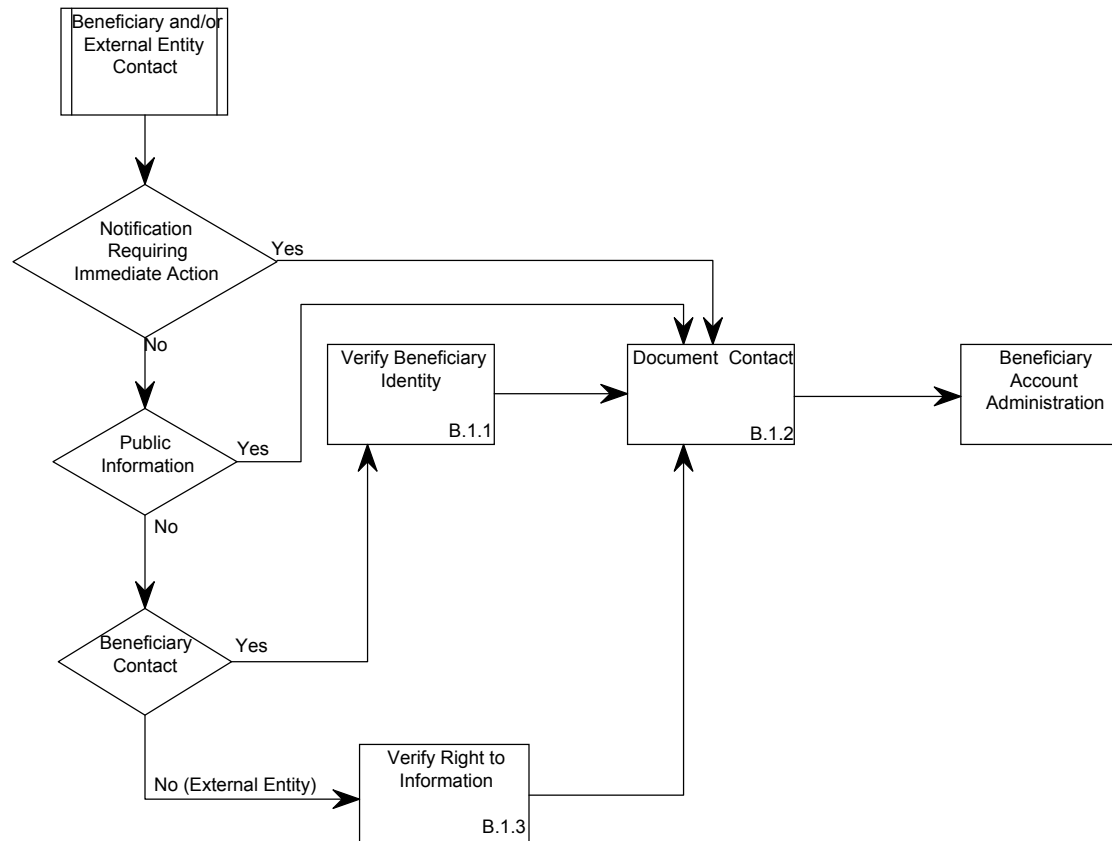 Beneficiary and/or
External Entity
Contact
Notification
Requiring
Immediate Action
Yes
No
Verify Beneficiary
Identity
B.1.1
Document Contact
B.1.2
Beneficiary
Account
Administration
Public
Information
Yes
No
Beneficiary
Contact
Yes
No (External Entity)
Verify Right to
Information
B.1.3